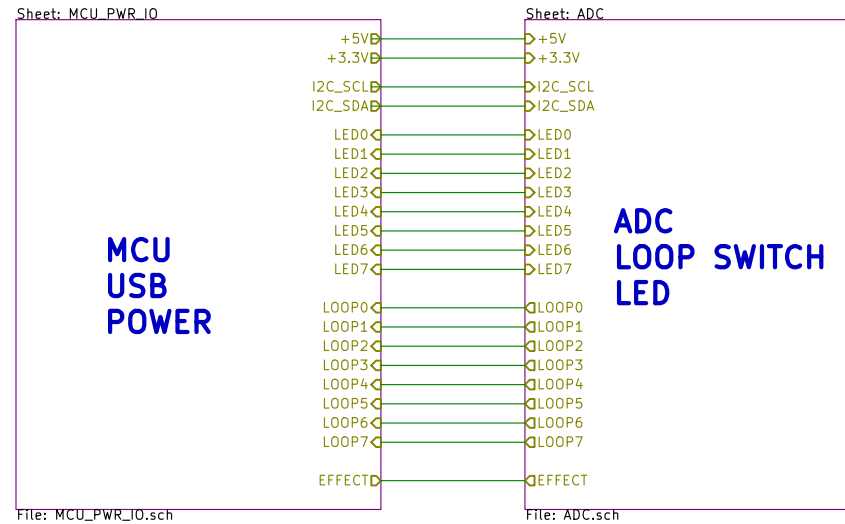 Sheet: MCU_PWR_IO
Sheet: ADC
+5V
+5V
+3.3V
+3.3V
I2C_SCL
I2C_SCL
I2C_SDA
I2C_SDA
LED0
LED0
LED1
LED1
LED2
LED2
LED3
LED3
LED4
LED4
LED5
LED5
LED6
LED6
LED7
LED7
MCU
USB
POWER
ADC
LOOP SWITCH
LED
LOOP0
LOOP0
LOOP1
LOOP1
LOOP2
LOOP2
LOOP3
LOOP3
LOOP4
LOOP4
LOOP5
LOOP5
LOOP6
LOOP6
LOOP7
LOOP7
EFFECT
EFFECT
File: MCU_PWR_IO.sch
File: ADC.sch